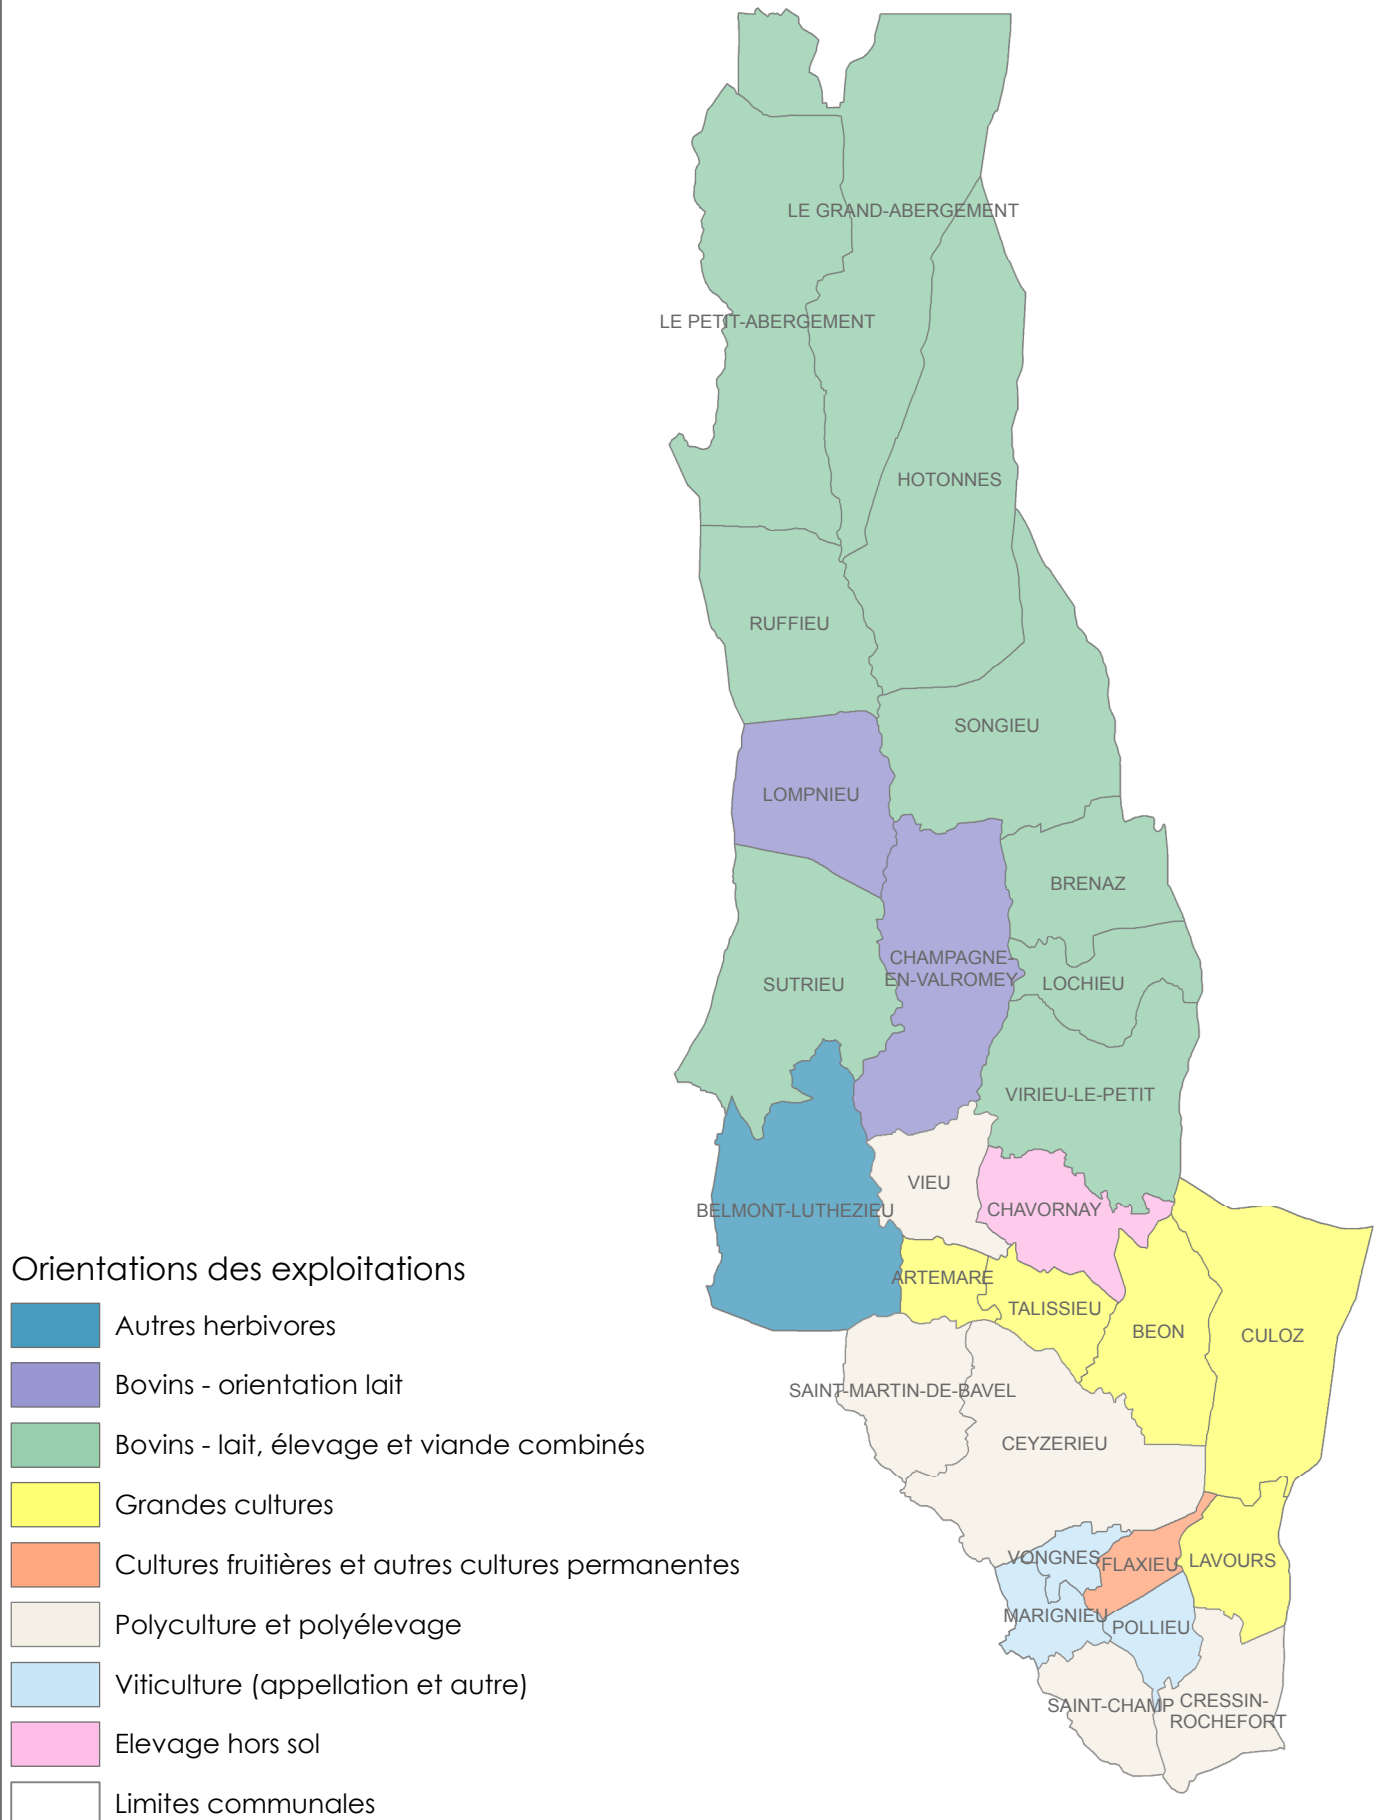 LE GRAND-ABERGEMENT
LE PETIT-ABERGEMENT
HOTONNES
RUFFIEU
SONGIEU
LOMPNIEU
BRENAZ
CHAMPAGNE-
EN-VALROMEY
SUTRIEU
LOCHIEU
VIRIEU-LE-PETIT
VIEU
BELMONT-LUTHEZIEU
CHAVORNAY
ARTEMARE
TALISSIEU
BEON
CULOZ
SAINT-MARTIN-DE-BAVEL
CEYZERIEU
VONGNES
FLAXIEU
LAVOURS
MARIGNIEU
POLLIEU
SAINT-CHAMP
CRESSIN-
ROCHEFORT
Orientations des exploitations
Autres herbivores
Bovins - orientation lait
Bovins - lait, élevage et viande combinés
Grandes cultures
Cultures fruitières et autres cultures permanentes
Polyculture et polyélevage
Viticulture (appellation et autre)
Elevage hors sol
Limites communales